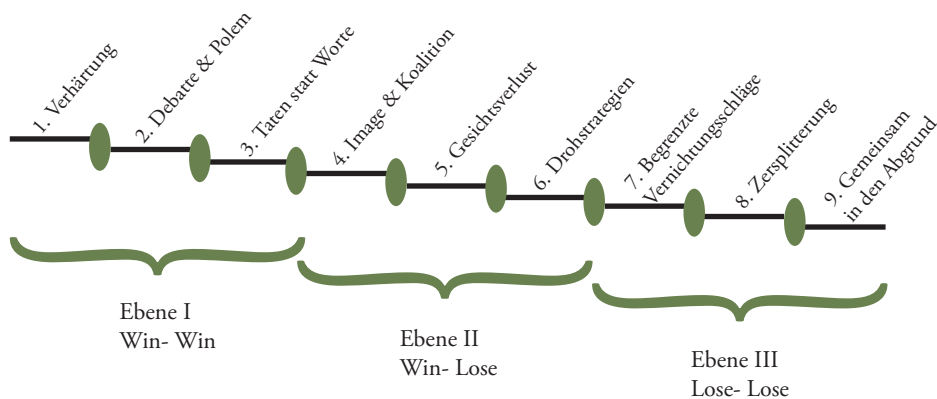 1. Verhärtung
2. Debatte & Polem
3. Taten statt Worte
4. Image & Koalition
5. Gesichtsverlust
6. Drohstrategien
7. Begrenzte
Vernichtungsschläge
8. Zersplitterung
9. Gemeinsam
in den Abgrund
Ebene I
Win- Win
Ebene II
Win- Lose
Ebene III
Lose- Lose